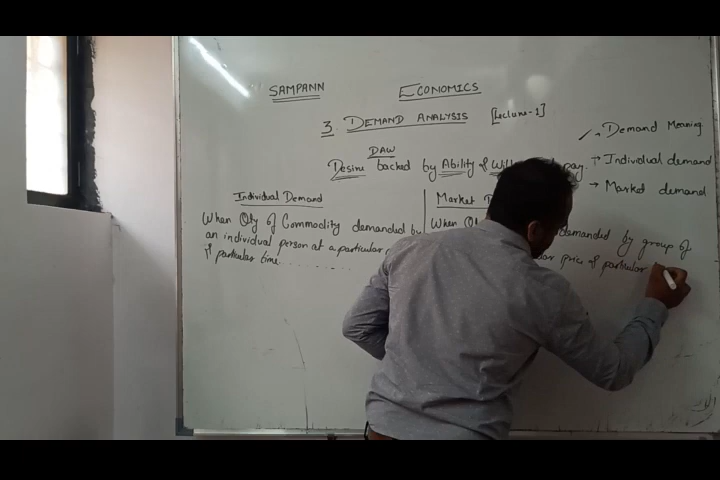 SAMPANN ECONOMICS
3. DEMAND ANALYSIS [Lecture-1]
DAW
Desire backed by Ability & pay.
→ Demand Meaning
→ Individual demand
→ Market demand
Individual Demand
When Qty of Commodity demanded by
an individual person at a particular
& particular time.
Market
When demanded by group of
price & particular